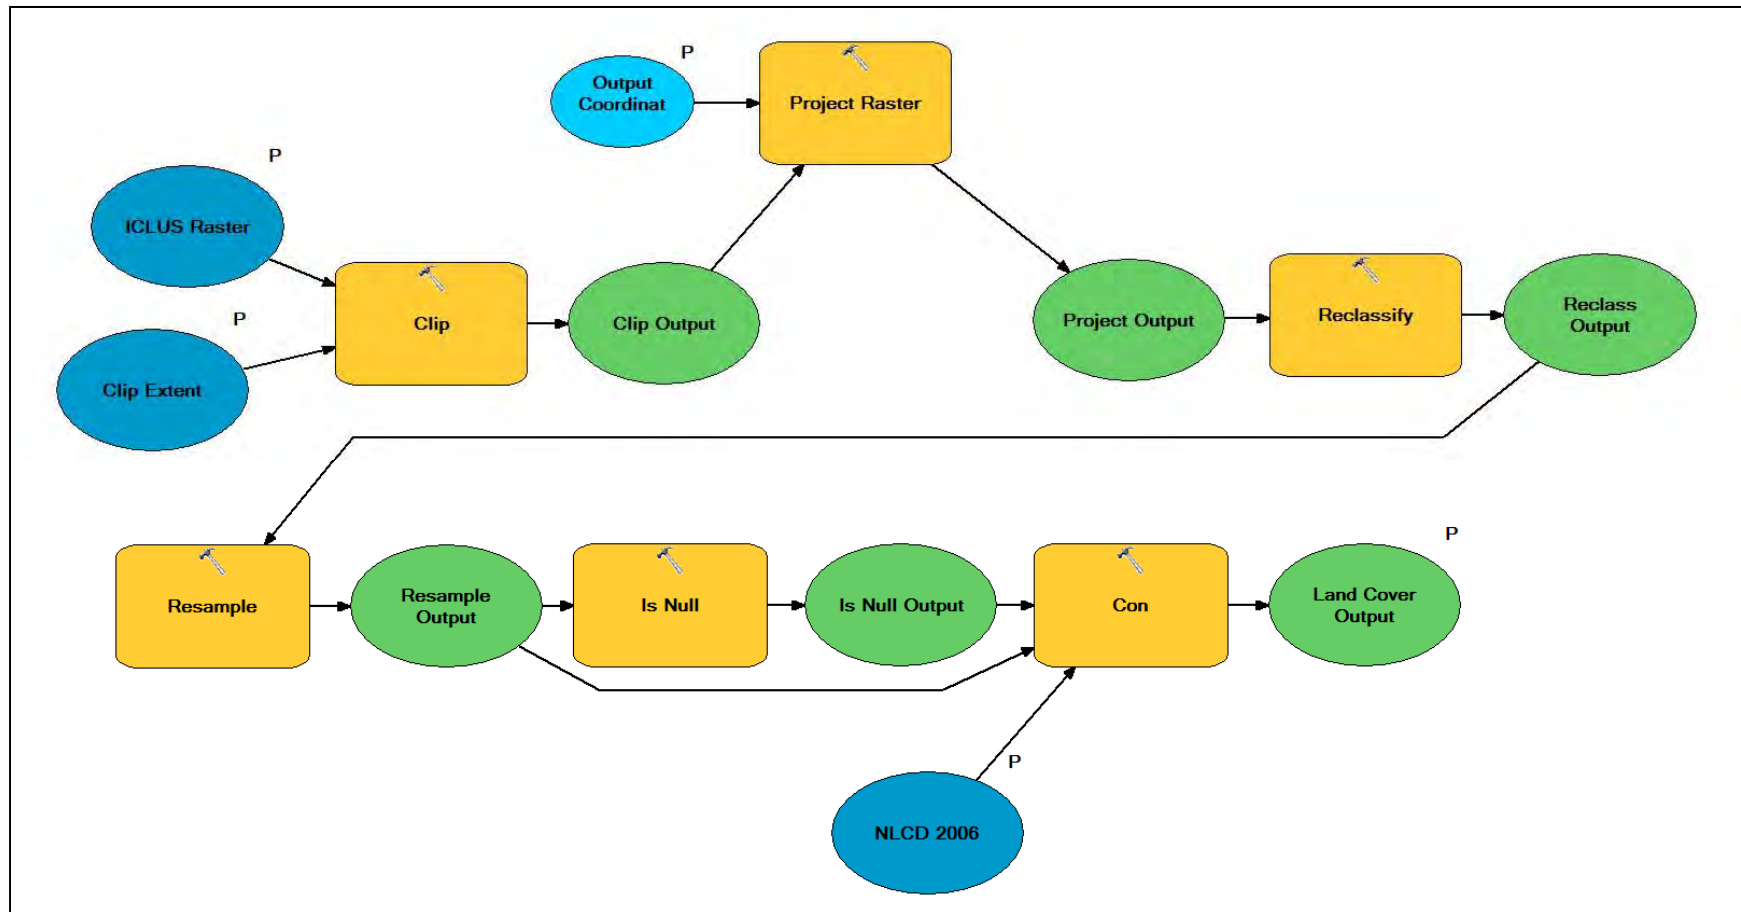 P
Output
Coordinat
Project Raster
P
ICLUS Raster
P
Clip Extent
Clip
Clip Output
Project Output
Reclassify
Reclass
Output
Resample
Resample
Output
Is Null
Is Null Output
Con
P
Land Cover
Output
P
NLCD 2006